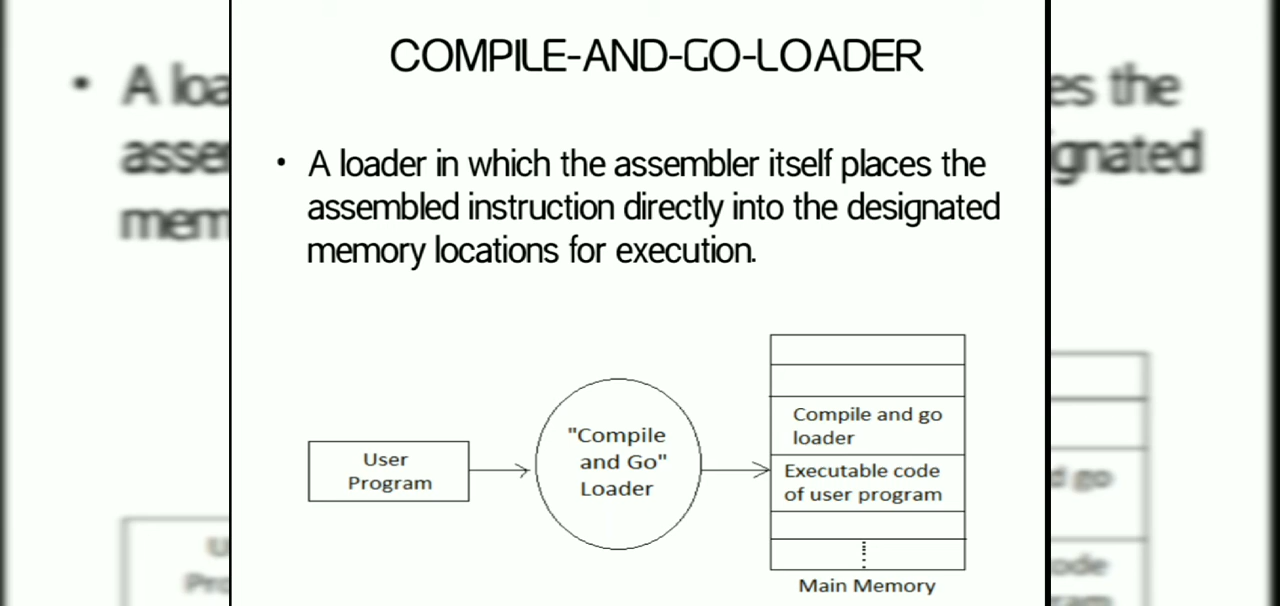 COMPILE-AND-GO-LOADER
• A loader in which the assembler itself places the
assembled instruction directly into the designated
memory locations for execution.
User
Program
"Compile
and Go"
Loader
Compile and go
loader
Executable code
of user program
Main Memory